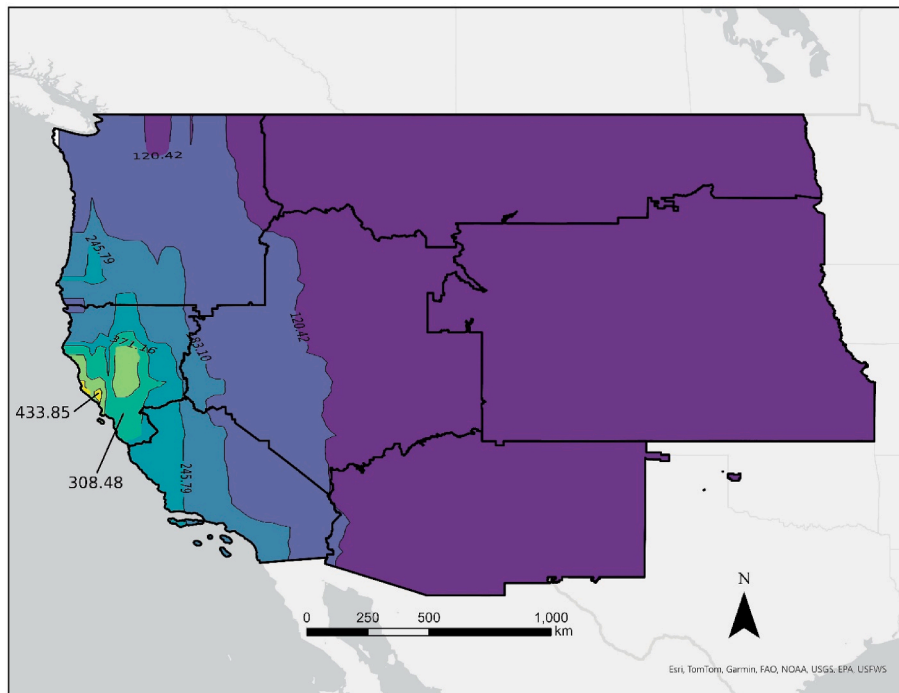 120.42
245.79
120.42
371.16
83.10
433.85
308.48
245.79
N
0 250 500 1,000
km
Esri, TomTom, Garmin, FAO, NOAA, USGS, EPA, USFWS